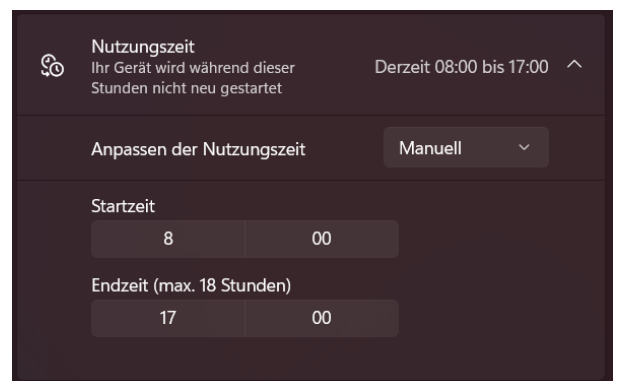 Nutzungszeit
Ihr Gerät wird während dieser
Stunden nicht neu gestartet
Derzeit 08:00 bis 17:00
Anpassen der Nutzungszeit
Manuell
Startzeit
8 00
Endzeit (max. 18 Stunden)
17 00